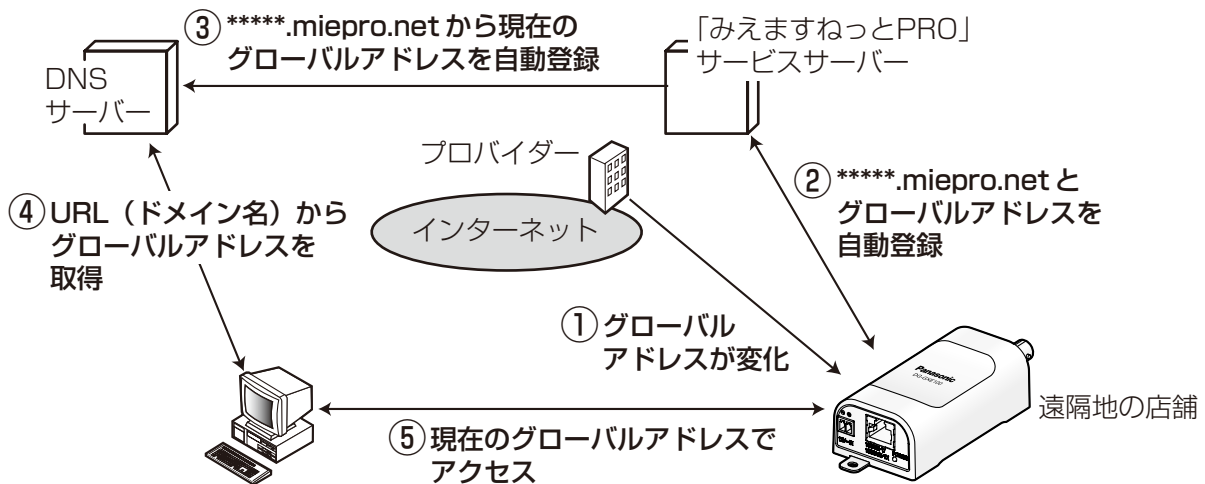 ③*****.miepro.net から現在の
グローバルアドレスを自動登録
「みえますねっとPRO」
サービスサーバー
DNS
サーバー
プロバイダー
インターネット
②*****.miepro.net と
グローバルアドレスを
自動登録
④URL（ドメイン名）から
グローバルアドレスを
取得
①グローバル
アドレスが変化
Panasonic
遠隔地の店舗
⑤現在のグローバルアドレスで
アクセス